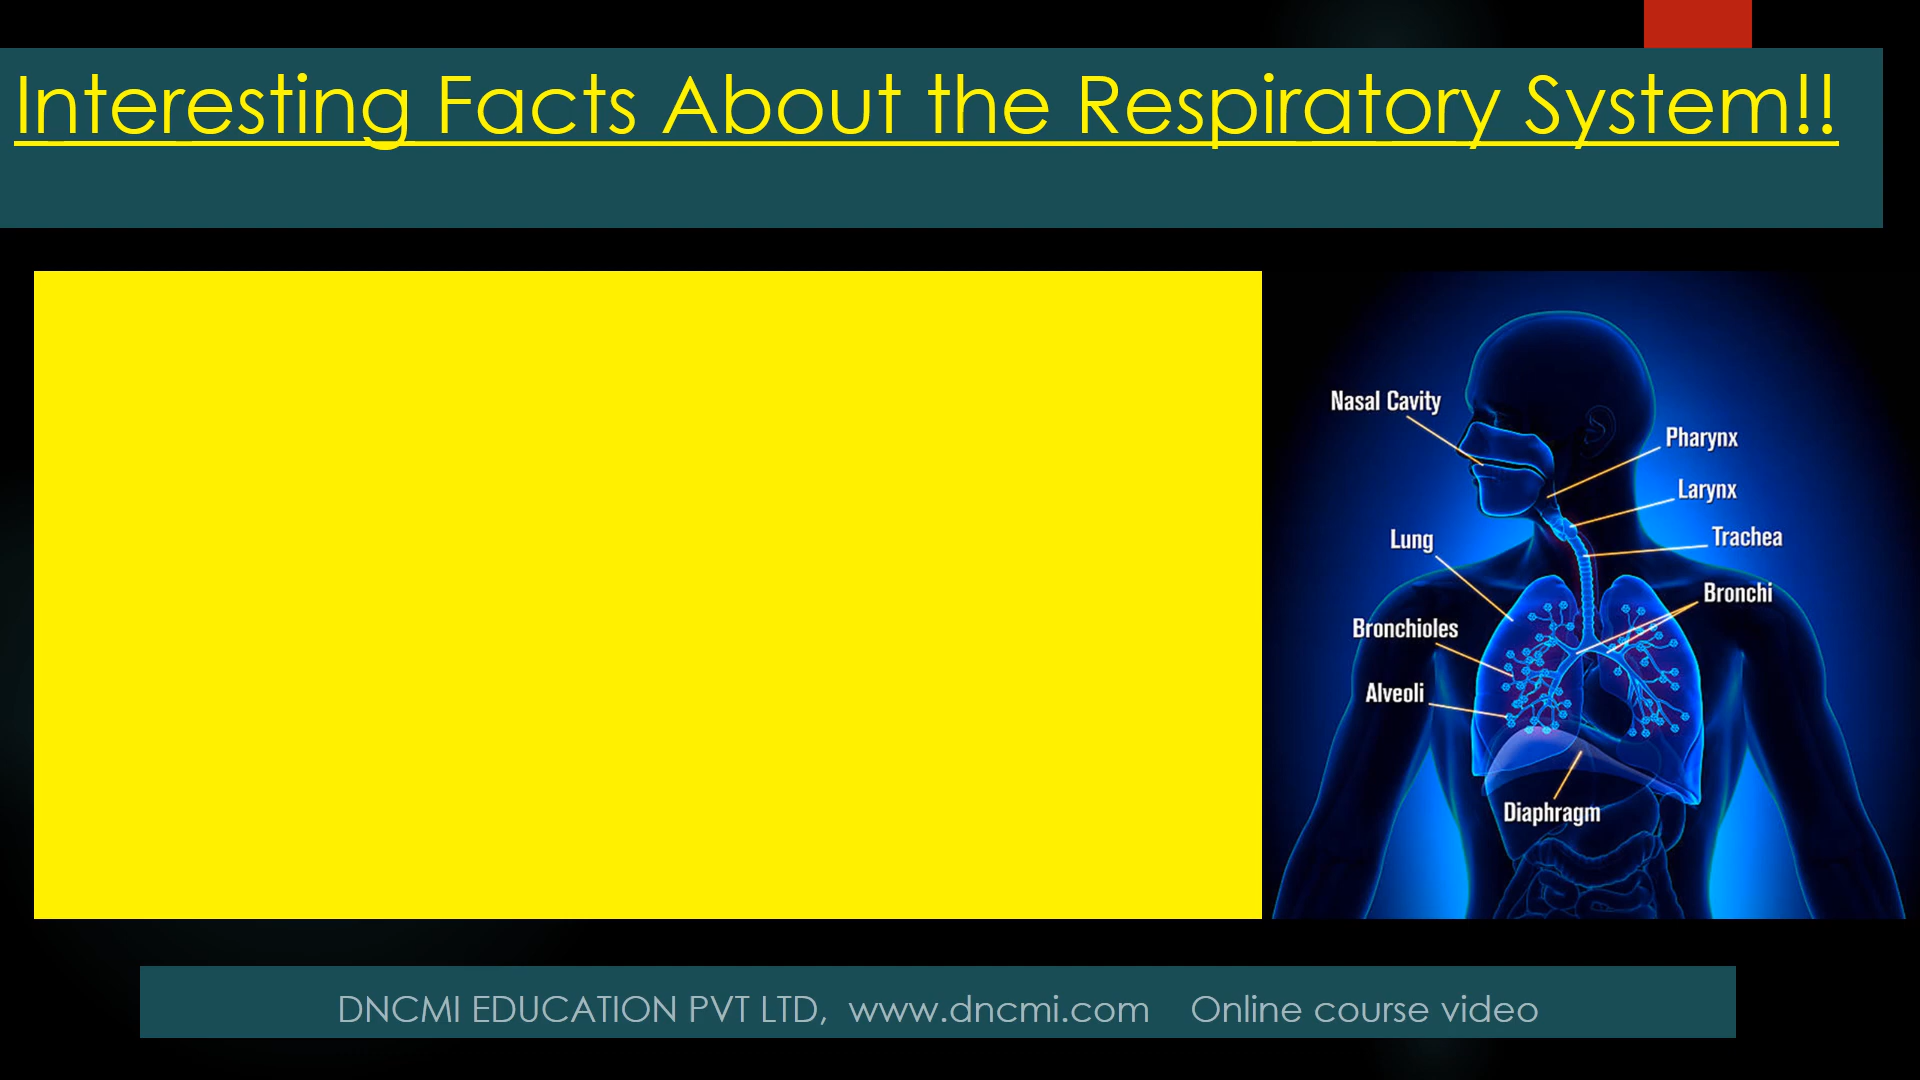 Interesting Facts About the Respiratory System!!
Nasal Cavity
Pharynx
Larynx
Trachea
Lung
Bronchi
Bronchioles
Alveoli
Diaphragm
DNCMI EDUCATION PVT LTD, www.dncmi.com Online course video